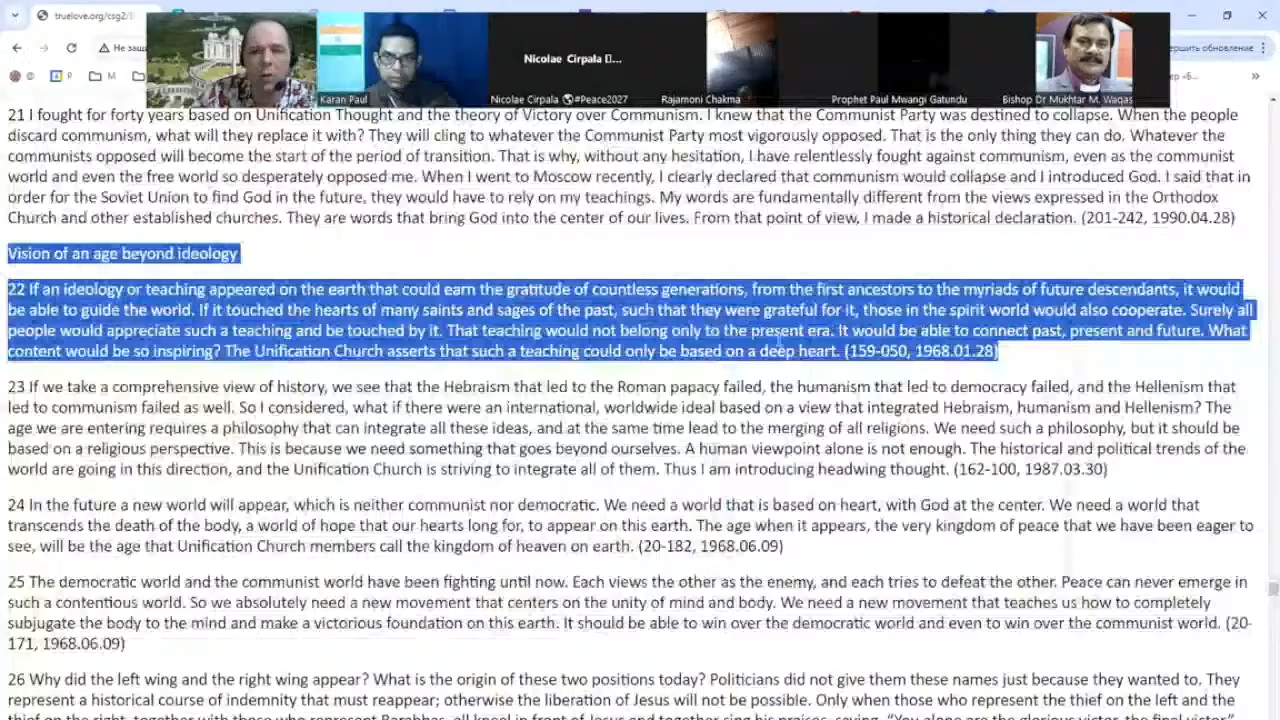 truelove.org/csg2/
Не защ
ершить обновление
P
M
Karan Paul
Nicolae Cirpala
Nicolae Cirpala 🌎#Peace2027
Rajamoni Chakma
Prophet Paul Mwangi Gatundu
Bishop Dr Mukhtar M. Waqas
21 I fought for forty years based on Unification Thought and the theory of Victory over Communism. I knew that the Communist Party was destined to collapse. When the people
discard communism, what will they replace it with? They will cling to whatever the Communist Party most vigorously opposed. That is the only thing they can do. Whatever the
communists opposed will become the start of the period of transition. That is why, without any hesitation, I have relentlessly fought against communism, even as the communist
world and even the free world so desperately opposed me. When I went to Moscow recently, I clearly declared that communism would collapse and I introduced God. I said that in
order for the Soviet Union to find God in the future, they would have to rely on my teachings. My words are fundamentally different from the views expressed in the Orthodox
Church and other established churches. They are words that bring God into the center of our lives. From that point of view, I made a historical declaration. (201-242, 1990.04.28)
Vision of an age beyond ideology
22 If an ideology or teaching appeared on the earth that could earn the gratitude of countless generations, from the first ancestors to the myriads of future descendants, it would
be able to guide the world. If it touched the hearts of many saints and sages of the past, such that they were grateful for it, those in the spirit world would also cooperate. Surely all
people would appreciate such a teaching and be touched by it. That teaching would not belong only to the present era. It would be able to connect past, present and future. What
content would be so inspiring? The Unification Church asserts that such a teaching could only be based on a deep heart. (159-050, 1968.01.28)
23 If we take a comprehensive view of history, we see that the Hebraism that led to the Roman papacy failed, the humanism that led to democracy failed, and the Hellenism that
led to communism failed as well. So I considered, what if there were an international, worldwide ideal based on a view that integrated Hebraism, humanism and Hellenism? The
age we are entering requires a philosophy that can integrate all these ideas, and at the same time lead to the merging of all religions. We need such a philosophy, but it should be
based on a religious perspective. This is because we need something that goes beyond ourselves. A human viewpoint alone is not enough. The historical and political trends of the
world are going in this direction, and the Unification Church is striving to integrate all of them. Thus I am introducing headwing thought. (162-100, 1987.03.30)
24 In the future a new world will appear, which is neither communist nor democratic. We need a world that is based on heart, with God at the center. We need a world that
transcends the death of the body, a world of hope that our hearts long for, to appear on this earth. The age when it appears, the very kingdom of peace that we have been eager to
see, will be the age that Unification Church members call the kingdom of heaven on earth. (20-182, 1968.06.09)
25 The democratic world and the communist world have been fighting until now. Each views the other as the enemy, and each tries to defeat the other. Peace can never emerge in
such a contentious world. So we absolutely need a new movement that centers on the unity of mind and body. We need a new movement that teaches us how to completely
subjugate the body to the mind and make a victorious foundation on this earth. It should be able to win over the democratic world and even to win over the communist world. (20-
171, 1968.06.09)
26 Why did the left wing and the right wing appear? What is the origin of these two positions today? Politicians did not give them these names just because they wanted to. They
represent a historical course of indemnity that must reappear; otherwise the liberation of Jesus will not be possible. Only when those who represent the thief on the left and the
thief on the right, together with those who represent Barabbas, all kneel in front of Jesus and together sing his praises, saying, "You alone are the glorious victor, the final victor"